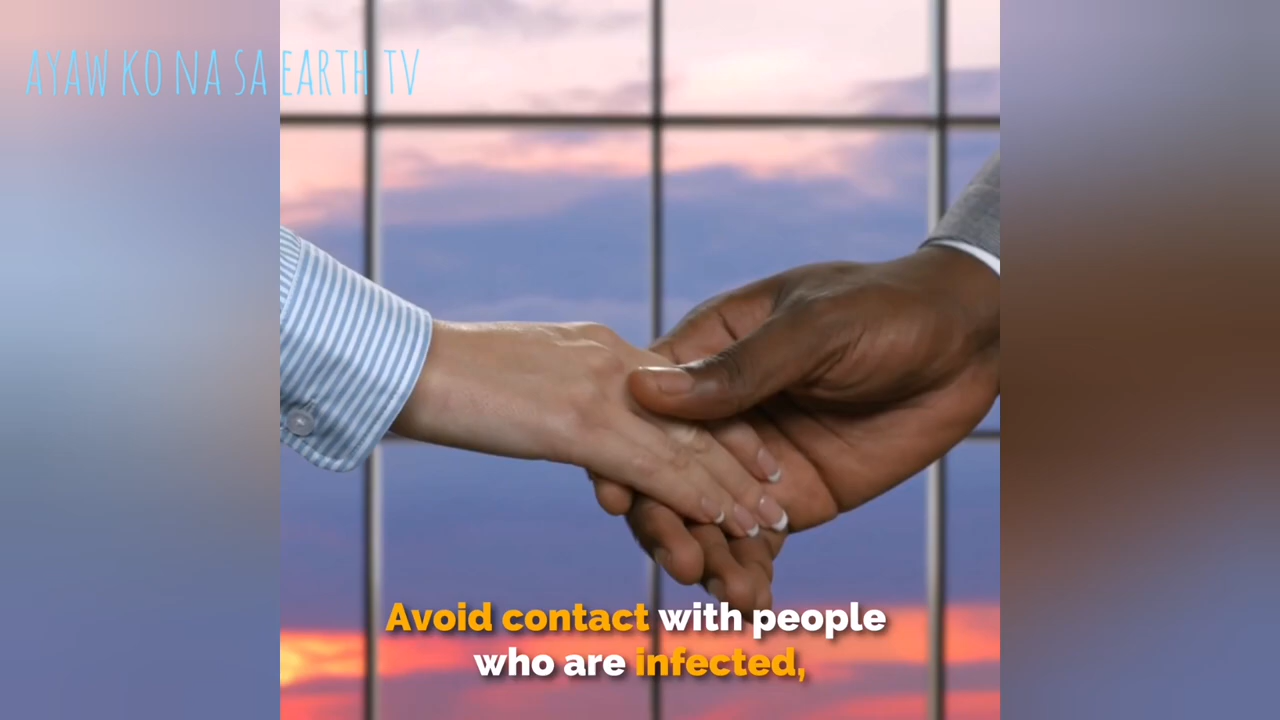 AYAW KO NA SA EARTH TV
Avoid contact with people
who are infected,